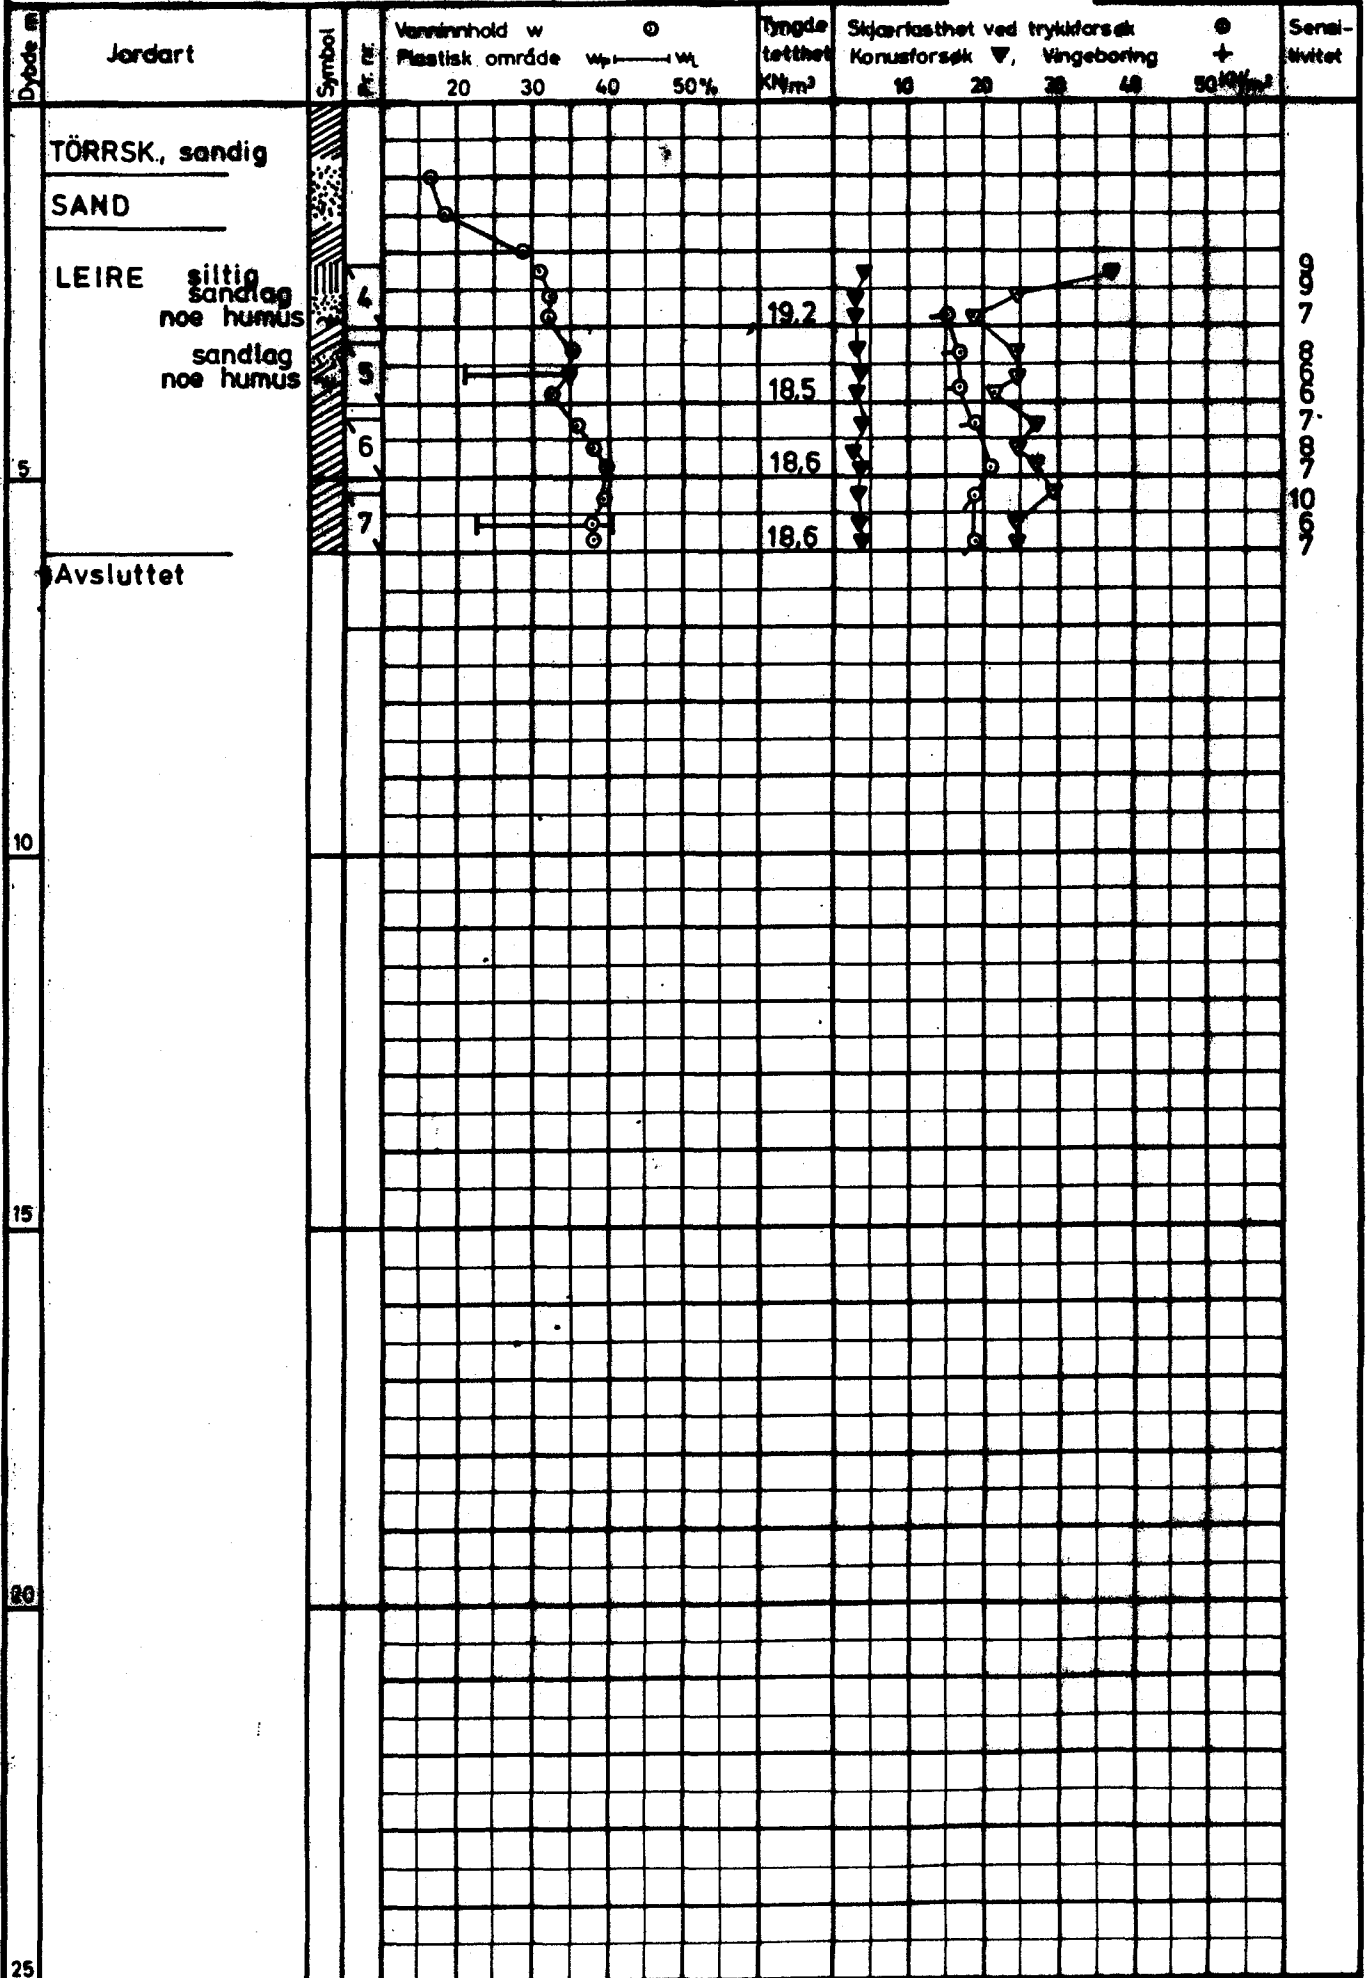 Dybde m
Jordart
Symbol
Pr. nr.
Vanninnhold w
Plastisk område wP wL
20 30 40 50%
Tyngde
tetthet
KN/m³
Skjærfasthet ved trykkforsøk
Konusforsøk ▼, Vingeboring +
10 20 30 40 50 KN/m²
Sensi-
tivitet
TÖRRSK., sandig
SAND
LEIRE siltig
sandlag
noe humus
sandlag
noe humus
Avsluttet
4
5
6
7
19,2
18,5
18,6
18,6
9
9
7
8
6
6
7
8
7
10
6
7
5
10
15
20
25